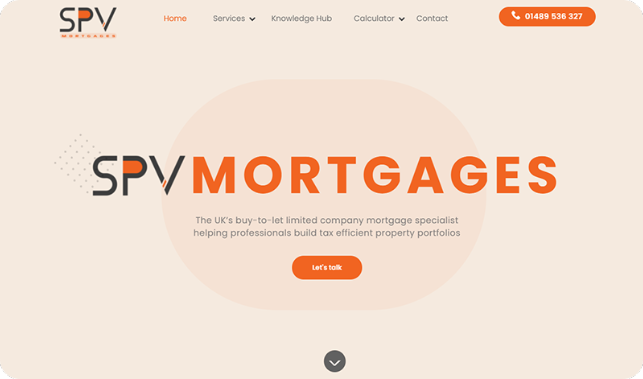 SPV
MORTGAGES
Home Services Knowledge Hub Calculator Contact
01489 536 327
SPV MORTGAGES
The UK's buy-to-let limited company mortgage specialist
helping professionals build tax efficient property portfolios
Let's talk